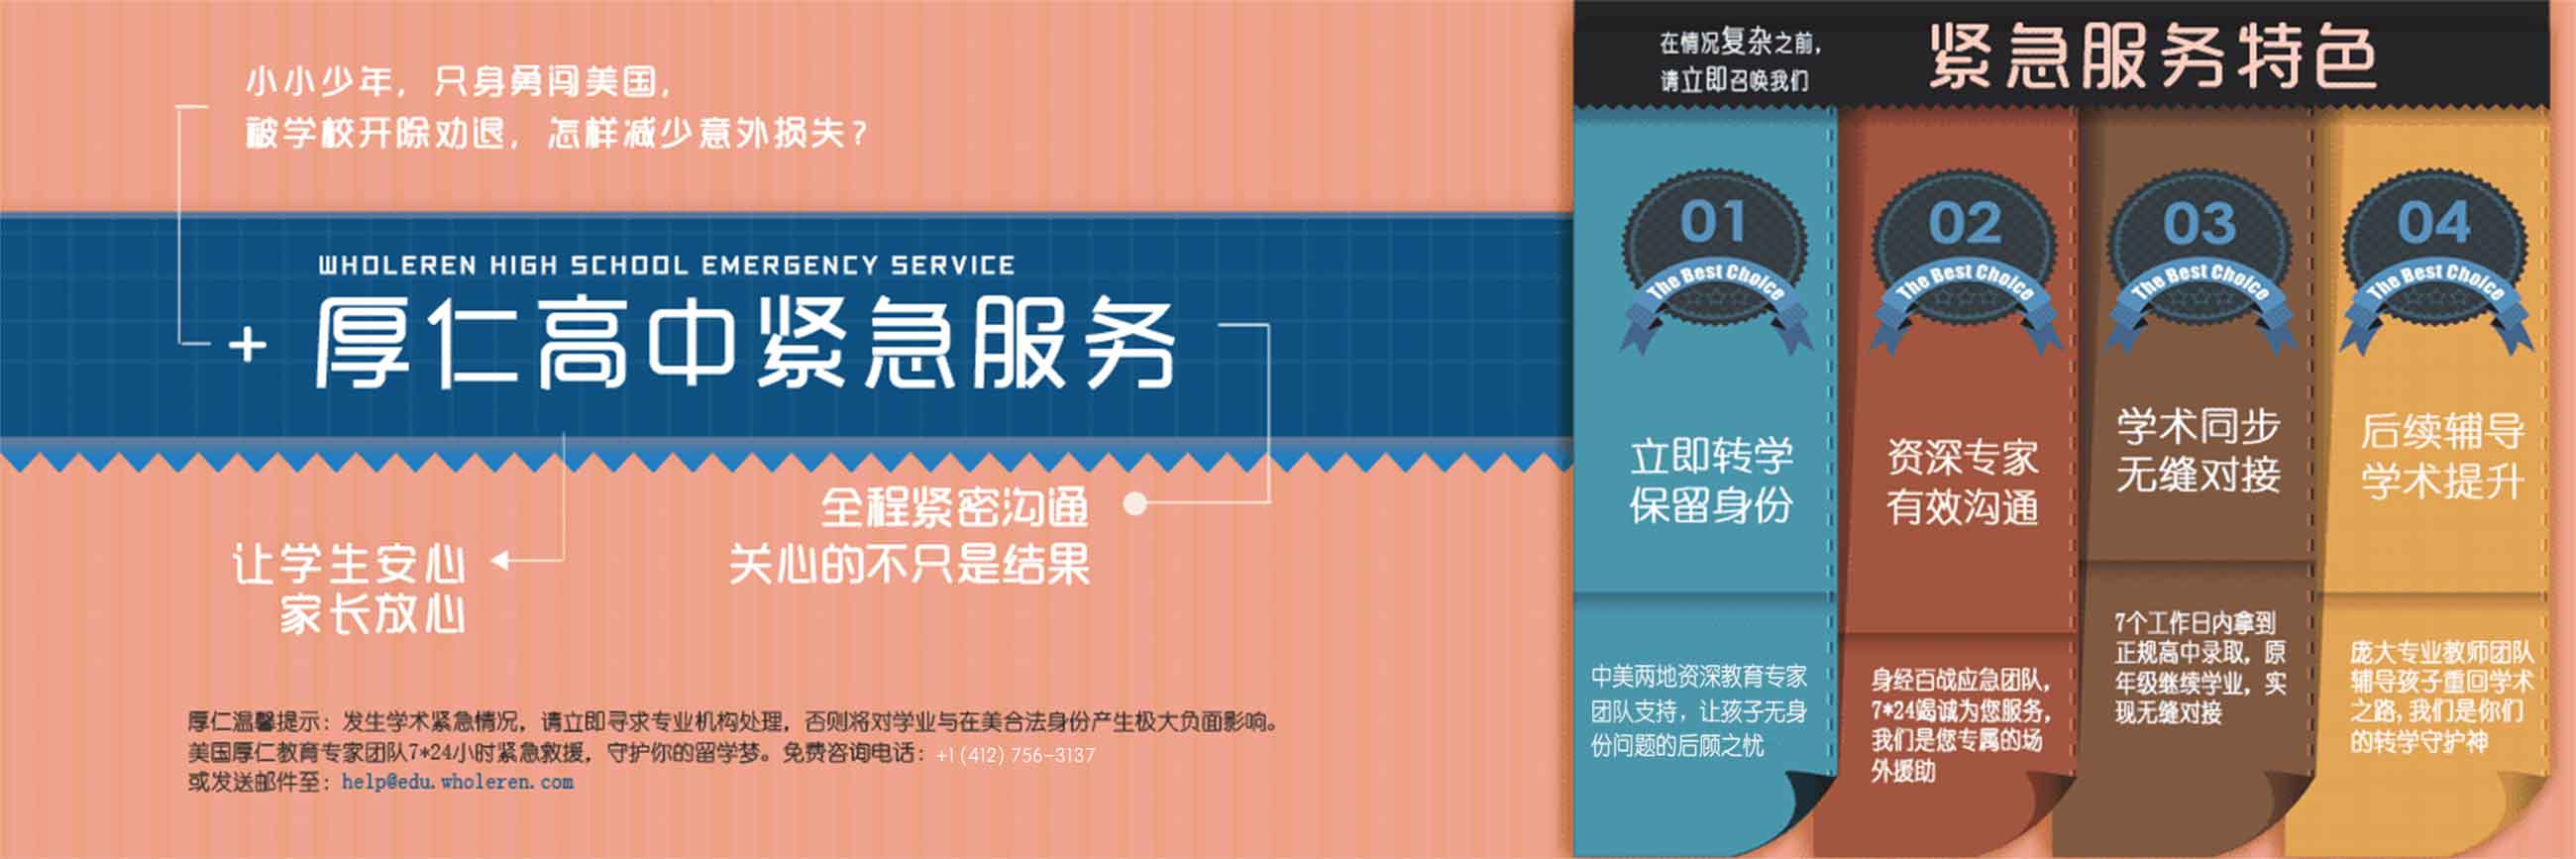 小小少年，只身勇闯美国，
被学校开除劝退，怎样减少意外损失？
WHOLEREN HIGH SCHOOL EMERGENCY SERVICE
+ 厚仁高中紧急服务
全程紧密沟通
关心的不只是结果
让学生安心
家长放心
厚仁温馨提示：发生学术紧急情况，请立即寻求专业机构处理，否则将对学业与在美合法身份产生极大负面影响。
美国厚仁教育专家团队7*24小时紧急救援，守护你的留学梦。免费咨询电话：+1 (412) 756-3137
或发送邮件至：help@edu.wholeren.com
在情况复杂之前，
请立即召唤我们
紧急服务特色
01
The Best Choice
立即转学
保留身份
中美两地资深教育专家
团队支持，让孩子无身
份问题的后顾之忧
02
The Best Choice
资深专家
有效沟通
身经百战应急团队，
7*24竭诚为您服务，
我们是您专属的场
外援助
03
The Best Choice
学术同步
无缝对接
7个工作日内拿到
正规高中录取，原
年级继续学业，实
现无缝对接
04
The Best Choice
后续辅导
学术提升
庞大专业教师团队
辅导孩子重回学术
之路，我们是你们
的转学守护神